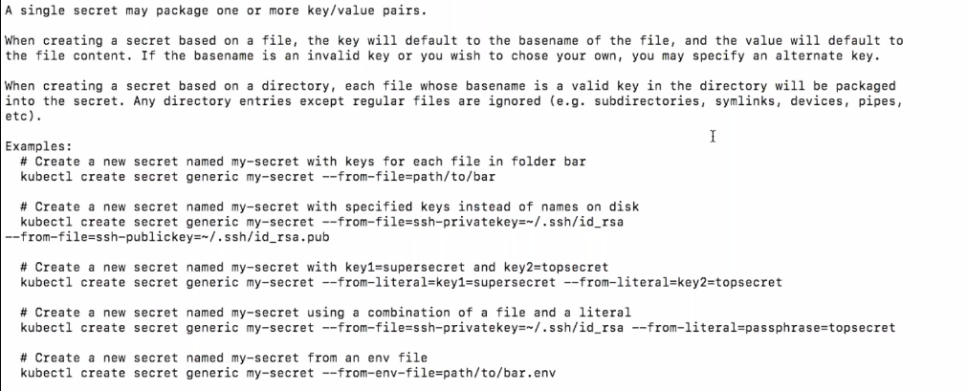 A single secret may package one or more key/value pairs.
When creating a secret based on a file, the key will default to the basename of the file, and the value will default to
the file content. If the basename is an invalid key or you wish to chose your own, you may specify an alternate key.
When creating a secret based on a directory, each file whose basename is a valid key in the directory will be packaged
into the secret. Any directory entries except regular files are ignored (e.g. subdirectories, symlinks, devices, pipes,
etc).
Examples:
# Create a new secret named my-secret with keys for each file in folder bar
kubectl create secret generic my-secret --from-file=path/to/bar
# Create a new secret named my-secret with specified keys instead of names on disk
kubectl create secret generic my-secret --from-file=ssh-privatekey=~/.ssh/id_rsa
--from-file=ssh-publickey=~/.ssh/id_rsa.pub
# Create a new secret named my-secret with key1=supersecret and key2=topsecret
kubectl create secret generic my-secret --from-literal=key1=supersecret --from-literal=key2=topsecret
# Create a new secret named my-secret using a combination of a file and a literal
kubectl create secret generic my-secret --from-file=ssh-privatekey=~/.ssh/id_rsa --from-literal=passphrase=topsecret
# Create a new secret named my-secret from an env file
kubectl create secret generic my-secret --from-env-file=path/to/bar.env